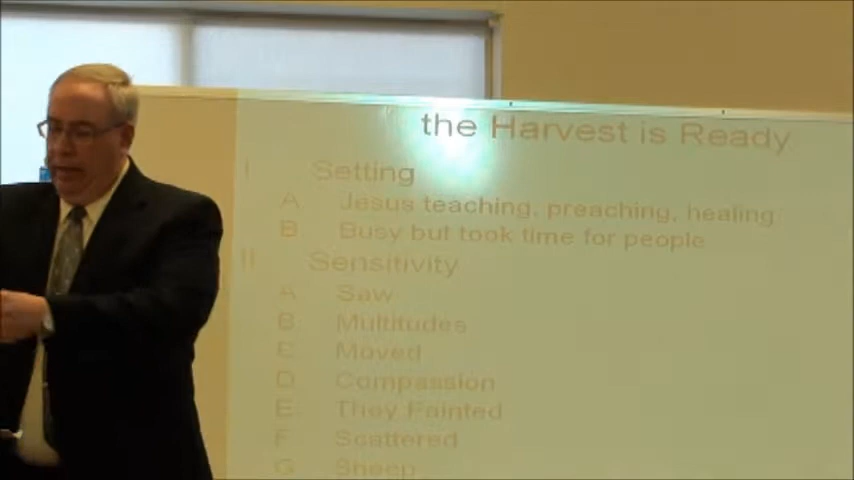 the Harvest is Ready
I Setting
A Jesus teaching, preaching, healing
B Busy but took time for people
II Sensitivity
A Saw
B Multitudes
C Moved
D Compassion
E They Fainted
F Scattered
G Sheep